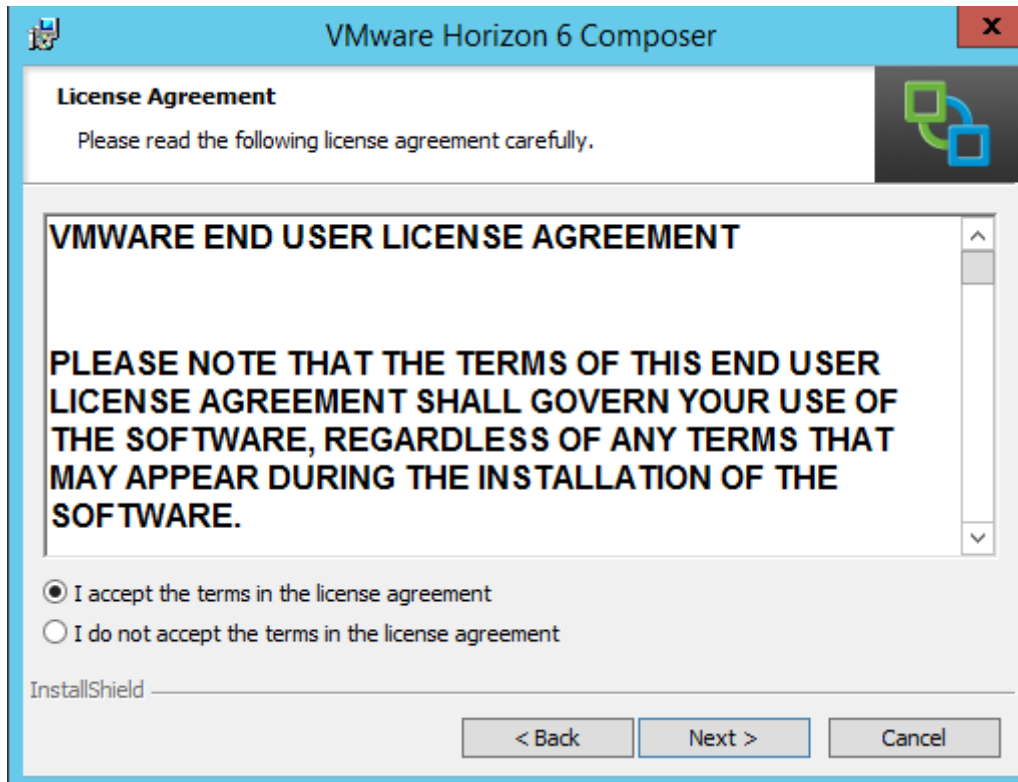 VMware Horizon 6 Composer
x
License Agreement
Please read the following license agreement carefully.
VMWARE END USER LICENSE AGREEMENT
PLEASE NOTE THAT THE TERMS OF THIS END USER
LICENSE AGREEMENT SHALL GOVERN YOUR USE OF
THE SOFTWARE, REGARDLESS OF ANY TERMS THAT
MAY APPEAR DURING THE INSTALLATION OF THE
SOFTWARE.
I accept the terms in the license agreement
I do not accept the terms in the license agreement
InstallShield
< Back
Next >
Cancel